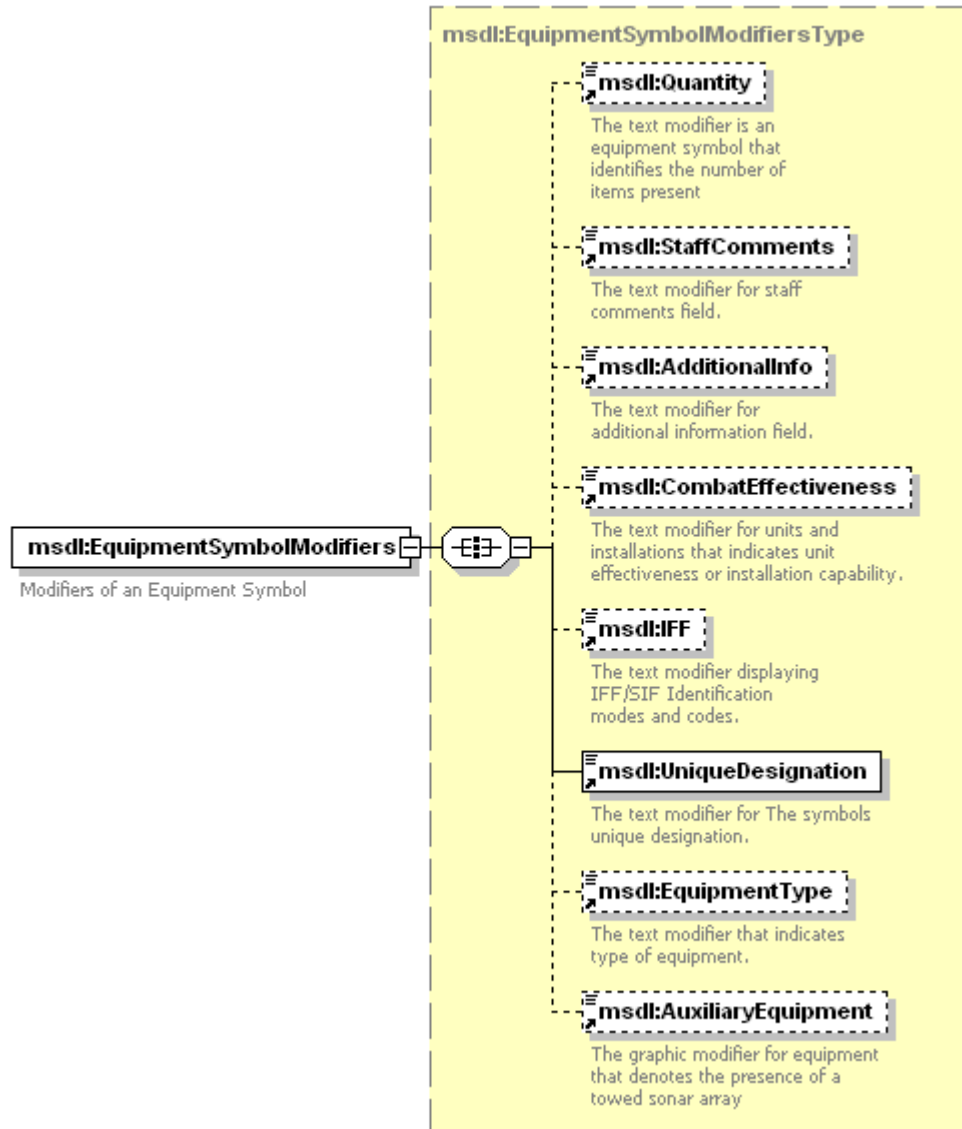 msdl:EquipmentSymbolModifiersType
msdl:Quantity
The text modifier is an
equipment symbol that
identifies the number of
items present
msdl:StaffComments
The text modifier for staff
comments field.
msdl:AdditionalInfo
The text modifier for
additional information field.
msdl:CombatEffectiveness
The text modifier for units and
installations that indicates unit
effectiveness or installation capability.
msdl:EquipmentSymbolModifiers
Modifiers of an Equipment Symbol
msdl:IFF
The text modifier displaying
IFF/SIF Identification
modes and codes.
msdl:UniqueDesignation
The text modifier for The symbols
unique designation.
msdl:EquipmentType
The text modifier that indicates
type of equipment.
msdl:AuxiliaryEquipment
The graphic modifier for equipment
that denotes the presence of a
towed sonar array